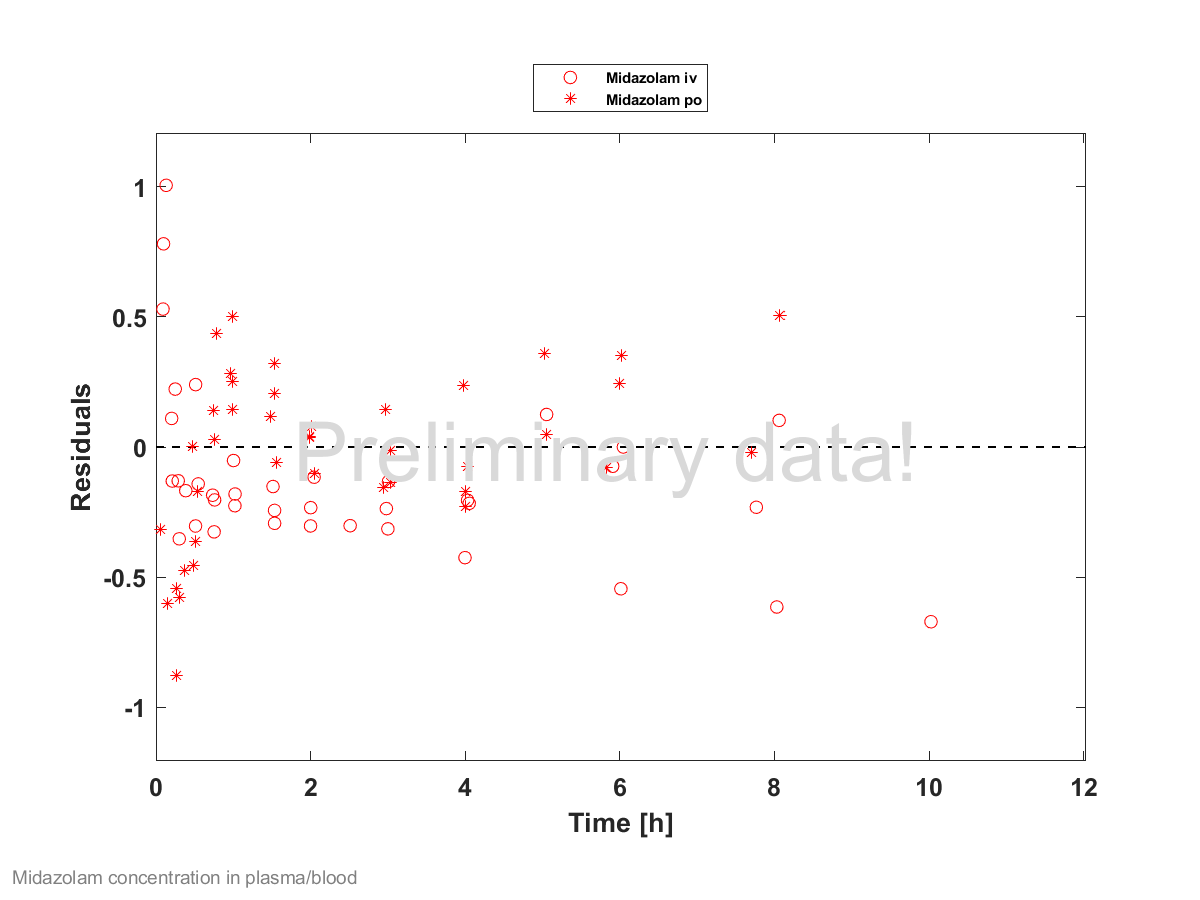 Midazolam iv
Midazolam po
1
0.5
0
-0.5
-1
Residuals
Preliminary data!
0 2 4 6 8 10 12
Time [h]
Midazolam concentration in plasma/blood